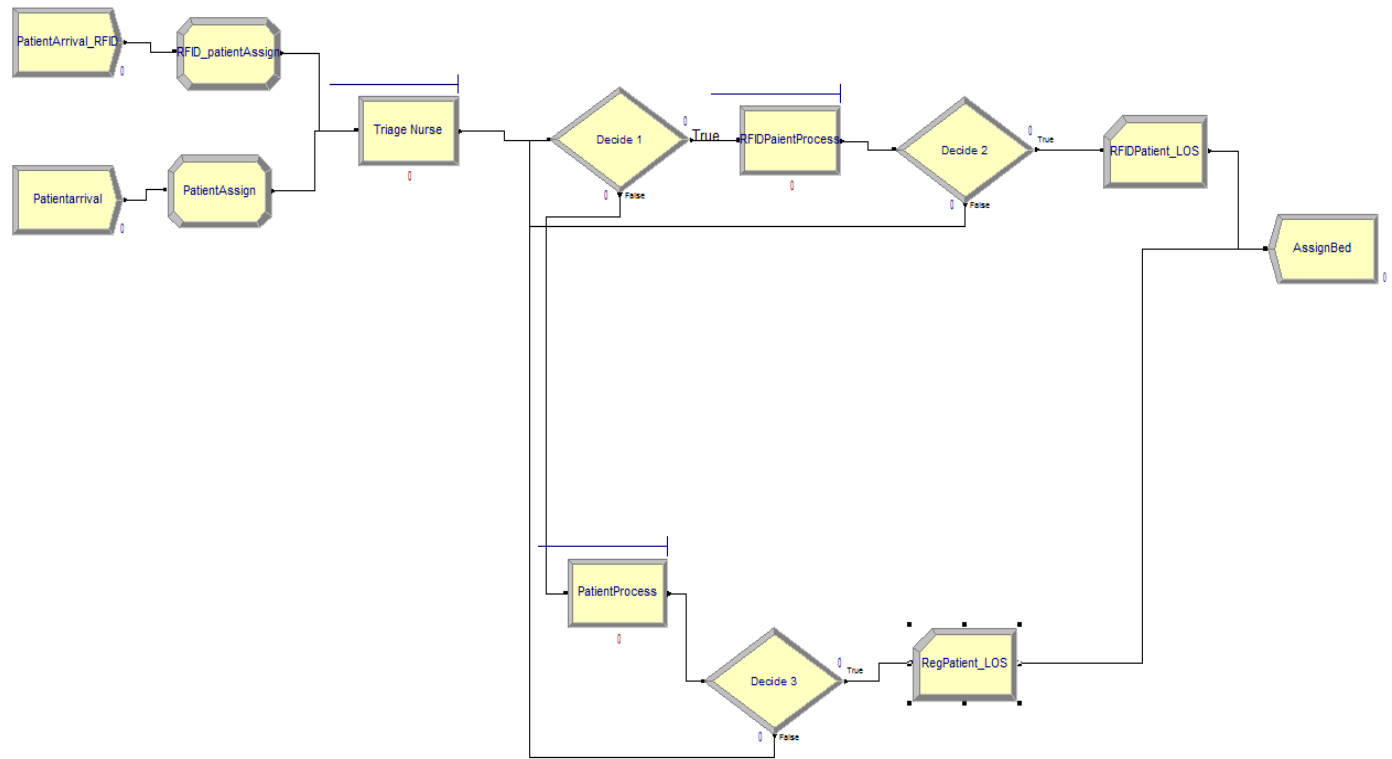 PatientArrival_RFID
0
RFID_patientAssign
Patientarrival
0
PatientAssign
Triage Nurse
0
Decide 1
0
True
0
False
RFIDPaientProcess
0
Decide 2
0
True
0
False
RFIDPatient_LOS
AssignBed
0
PatientProcess
0
Decide 3
0
True
0
False
RegPatient_LOS